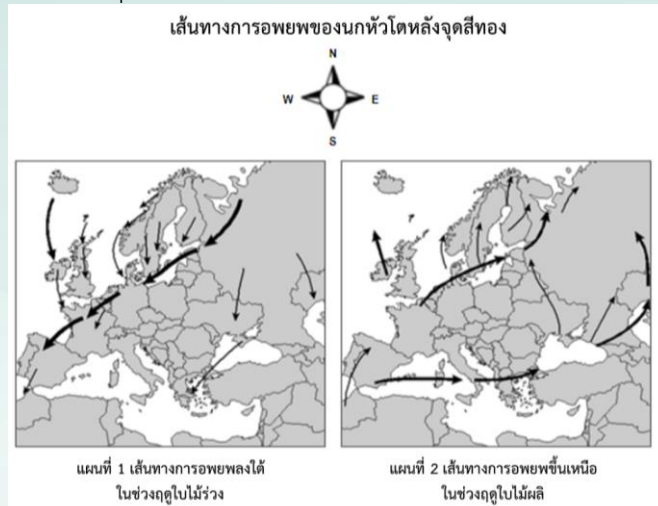 เส้นทางการอพยพของนกหัวโตหลังจุดสีทอง
N
W E
S
แผนที่ 1 เส้นทางการอพยพลงใต้
ในช่วงฤดูใบไม้ร่วง
แผนที่ 2 เส้นทางการอพยพขึ้นเหนือ
ในช่วงฤดูใบไม้ผลิ